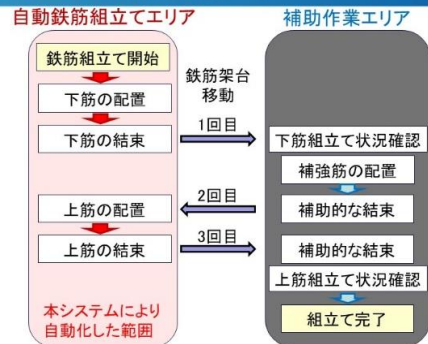 自動鉄筋組立てエリア
補助作業エリア
鉄筋組立て開始
下筋の配置
下筋の結束
鉄筋架台
移動
1回目
下筋組立て状況確認
補強筋の配置
上筋の配置
2回目
補助的な結束
上筋の結束
3回目
補助的な結束
上筋組立て状況確認
本システムにより
自動化した範囲
組立て完了